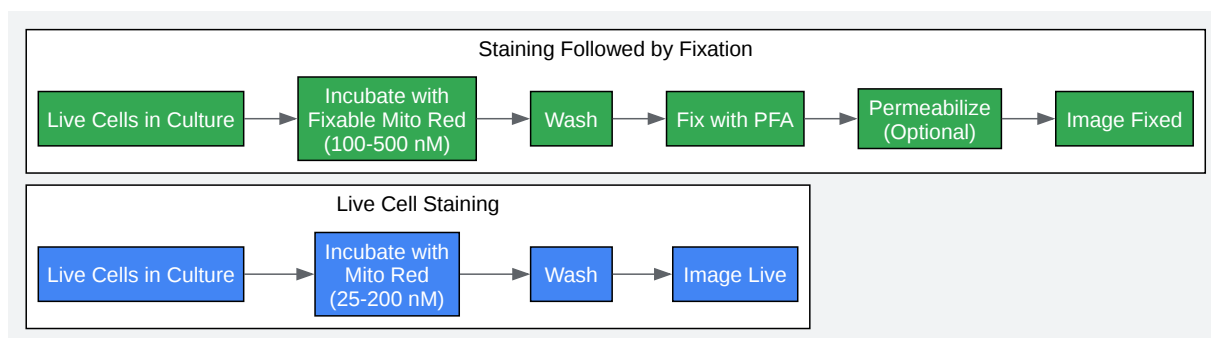 Staining Followed by Fixation
Live Cells in Culture
Incubate with
Fixable Mito Red
(100-500 nM)
Wash
Fix with PFA
Permeabilize
(Optional)
Image Fixed
Live Cell Staining
Live Cells in Culture
Incubate with
Mito Red
(25-200 nM)
Wash
Image Live